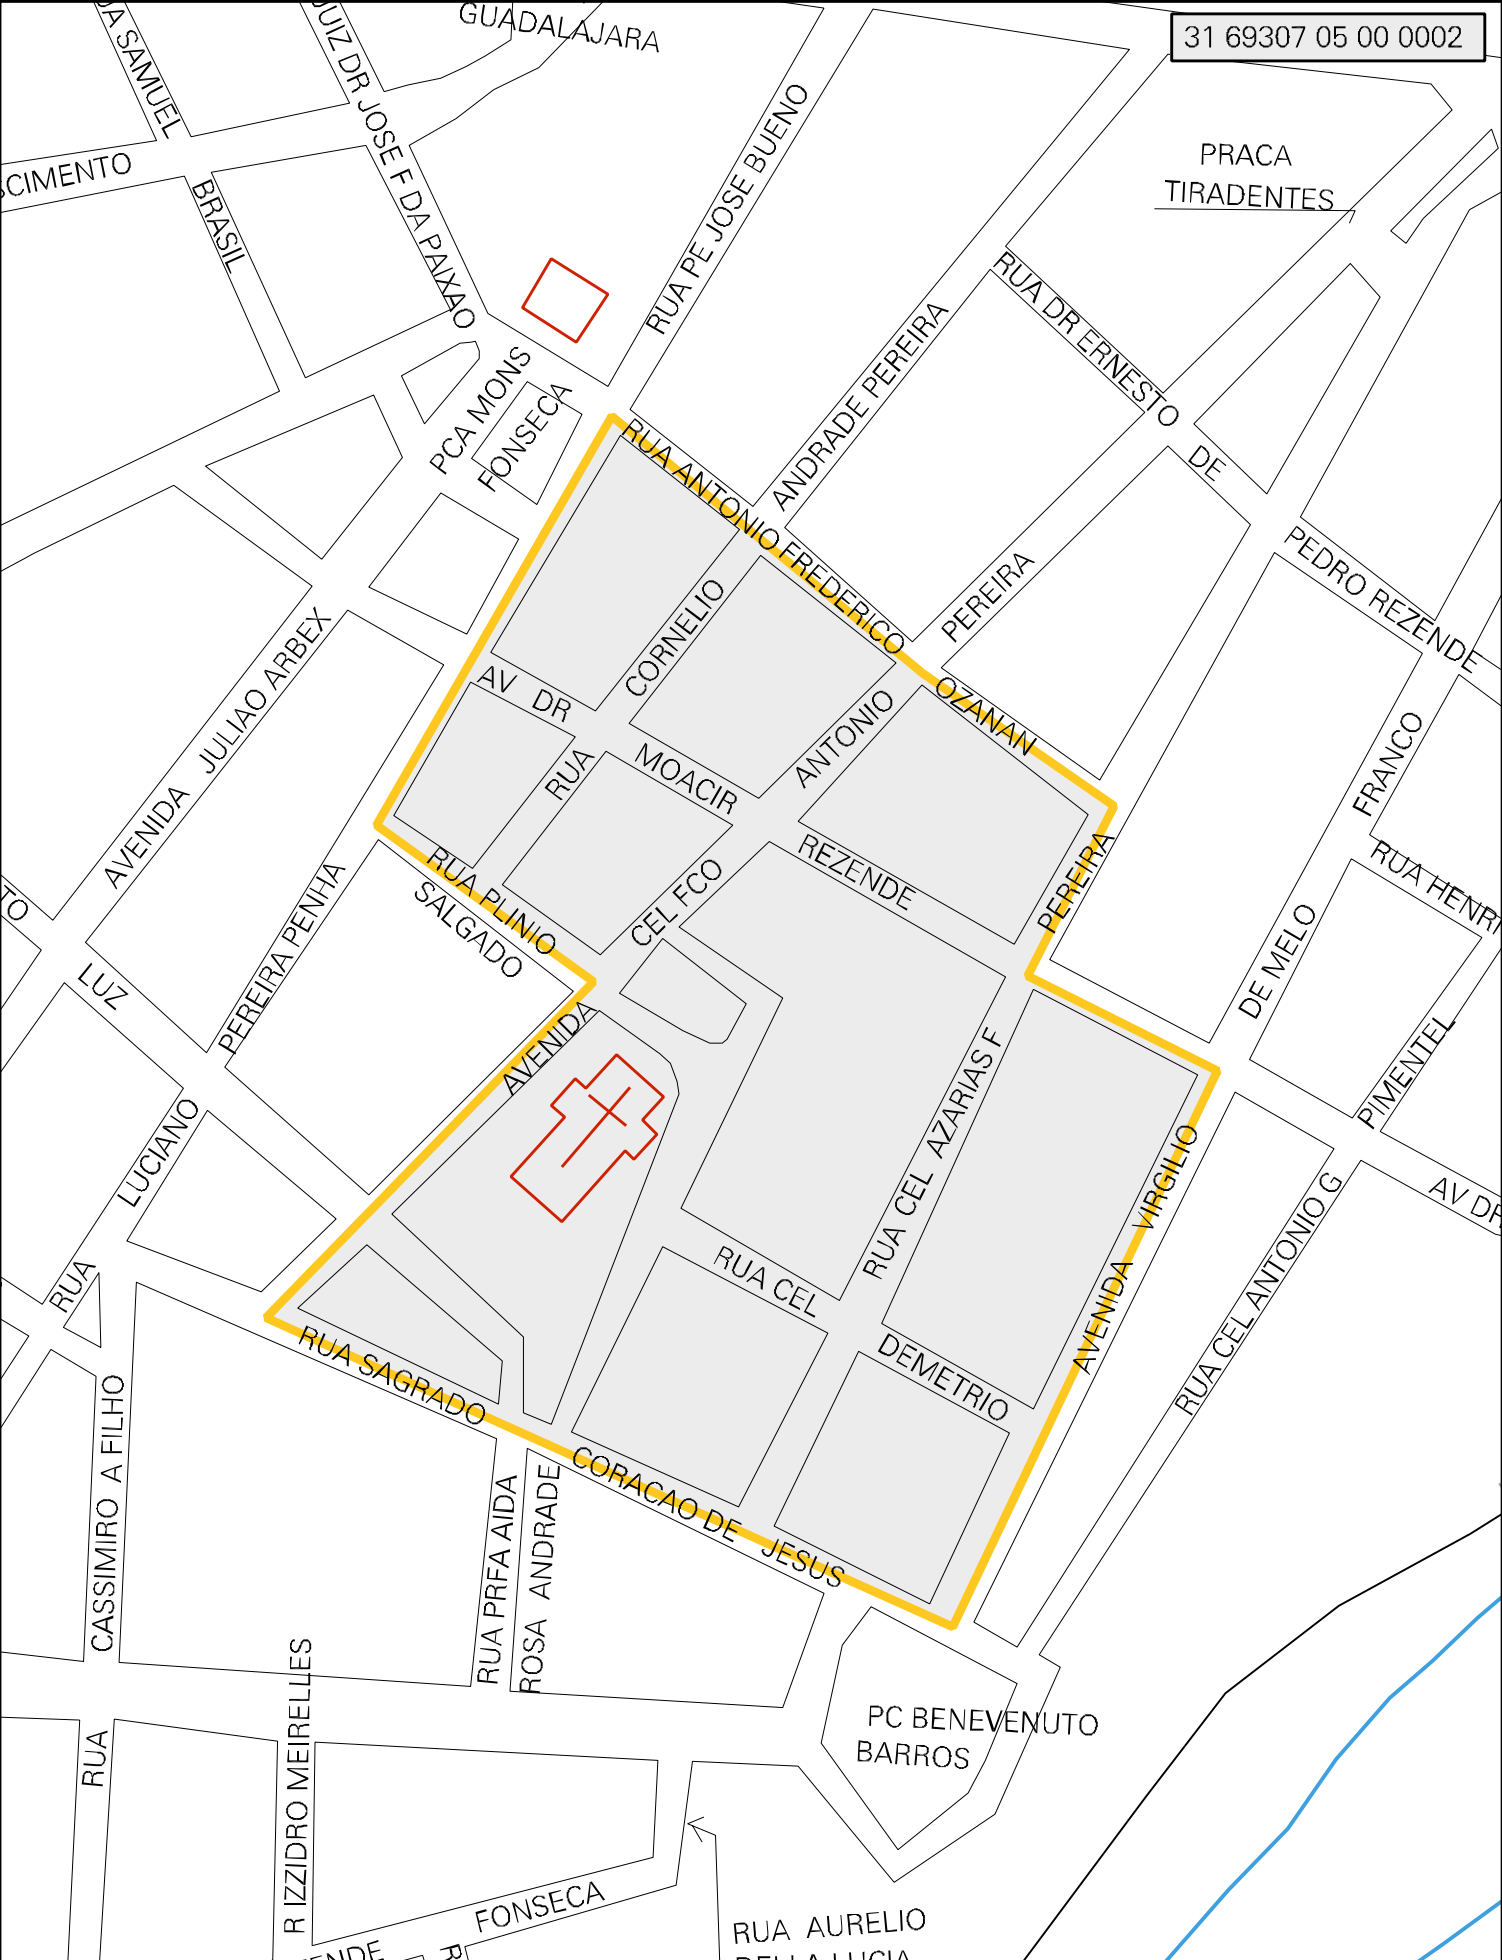 31 69307 05 00 0002
GUADALAJARA
SAMUEL
BRASIL
DR JOSE F DA PAIXAO
PRACA
TIRADENTES
RUA PE JOSE BUENO
RUA DR ERNESTO
DE
PCA MONS
FONSECA
ANDRADE PEREIRA
RUA ANTONIO FREDERICO
OZANAN
PEREIRA
PEDRO REZENDE
CORNELIO
RUA
AVENIDA JULIAO ARBEX
AV DR
MOACIR
REZENDE
ANTONIO
CEL FCO
AVENIDA
FRANCO
DE MELO
PEREIRA
RUA PLINIO
SALGADO
PEREIRA PENHA
LUCIANO
RUA
LUZ
PIMENTEL
RUA CEL ANTONIO G
RUA CEL AZARIAS F
AVENIDA VIRGILIO
RUA CEL
DEMETRIO
RUA SAGRADO
CORACAO DE JESUS
CASSIMIRO A FILHO
RUA
RUA PRFA AIDA
ROSA ANDRADE
R IZZIDRO MEIRELLES
PC BENEVENUTO
BARROS
FONSECA
RUA AURELIO